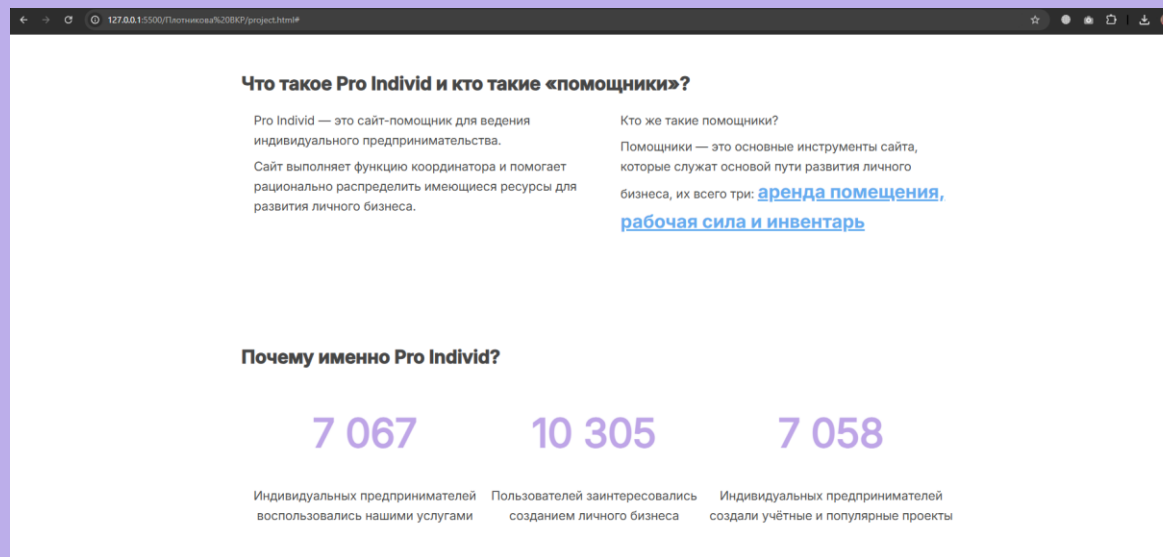 127.0.0.1:5500/Плотникова%20ВКР/project.html#
Что такое Pro Individ и кто такие «помощники»?
Pro Individ — это сайт-помощник для ведения
индивидуального предпринимательства.
Сайт выполняет функцию координатора и помогает
рационально распределить имеющиеся ресурсы для
развития личного бизнеса.
Кто же такие помощники?
Помощники — это основные инструменты сайта,
которые служат основой пути развития личного
бизнеса, их всего три: аренда помещения,
рабочая сила и инвентарь
Почему именно Pro Individ?
7 067
Индивидуальных предпринимателей
воспользовались нашими услугами
10 305
Пользователей заинтересовались
созданием личного бизнеса
7 058
Индивидуальных предпринимателей
создали учётные и популярные проекты